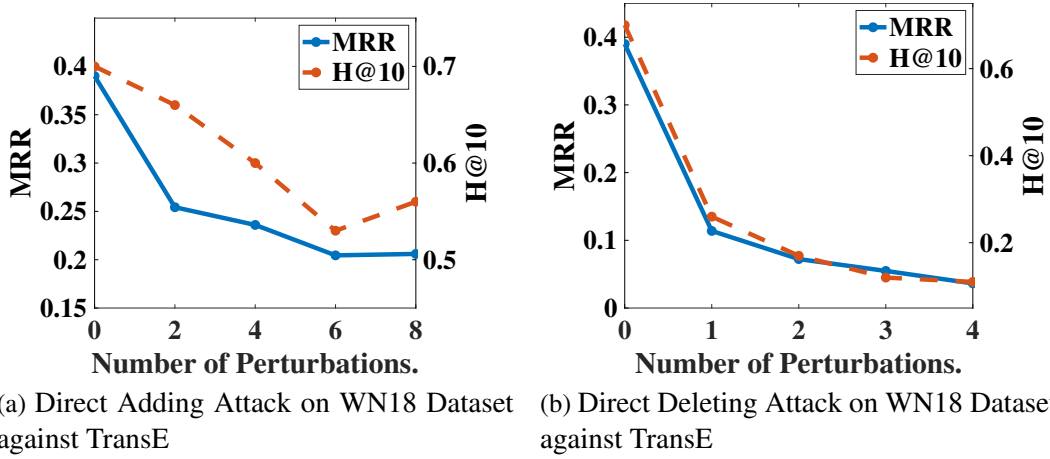 MRR
H@10
0.4
0.35
0.3
0.25
0.2
0.15
0.7
0.6
0.5
MRR
H@10
0 2 4 6 8
Number of Perturbations.
(a) Direct Adding Attack on WN18 Dataset
against TransE
MRR
H@10
0.4
0.3
0.2
0.1
0
0.6
0.4
0.2
MRR
H@10
0 1 2 3 4
Number of Perturbations.
(b) Direct Deleting Attack on WN18 Datase
against TransE